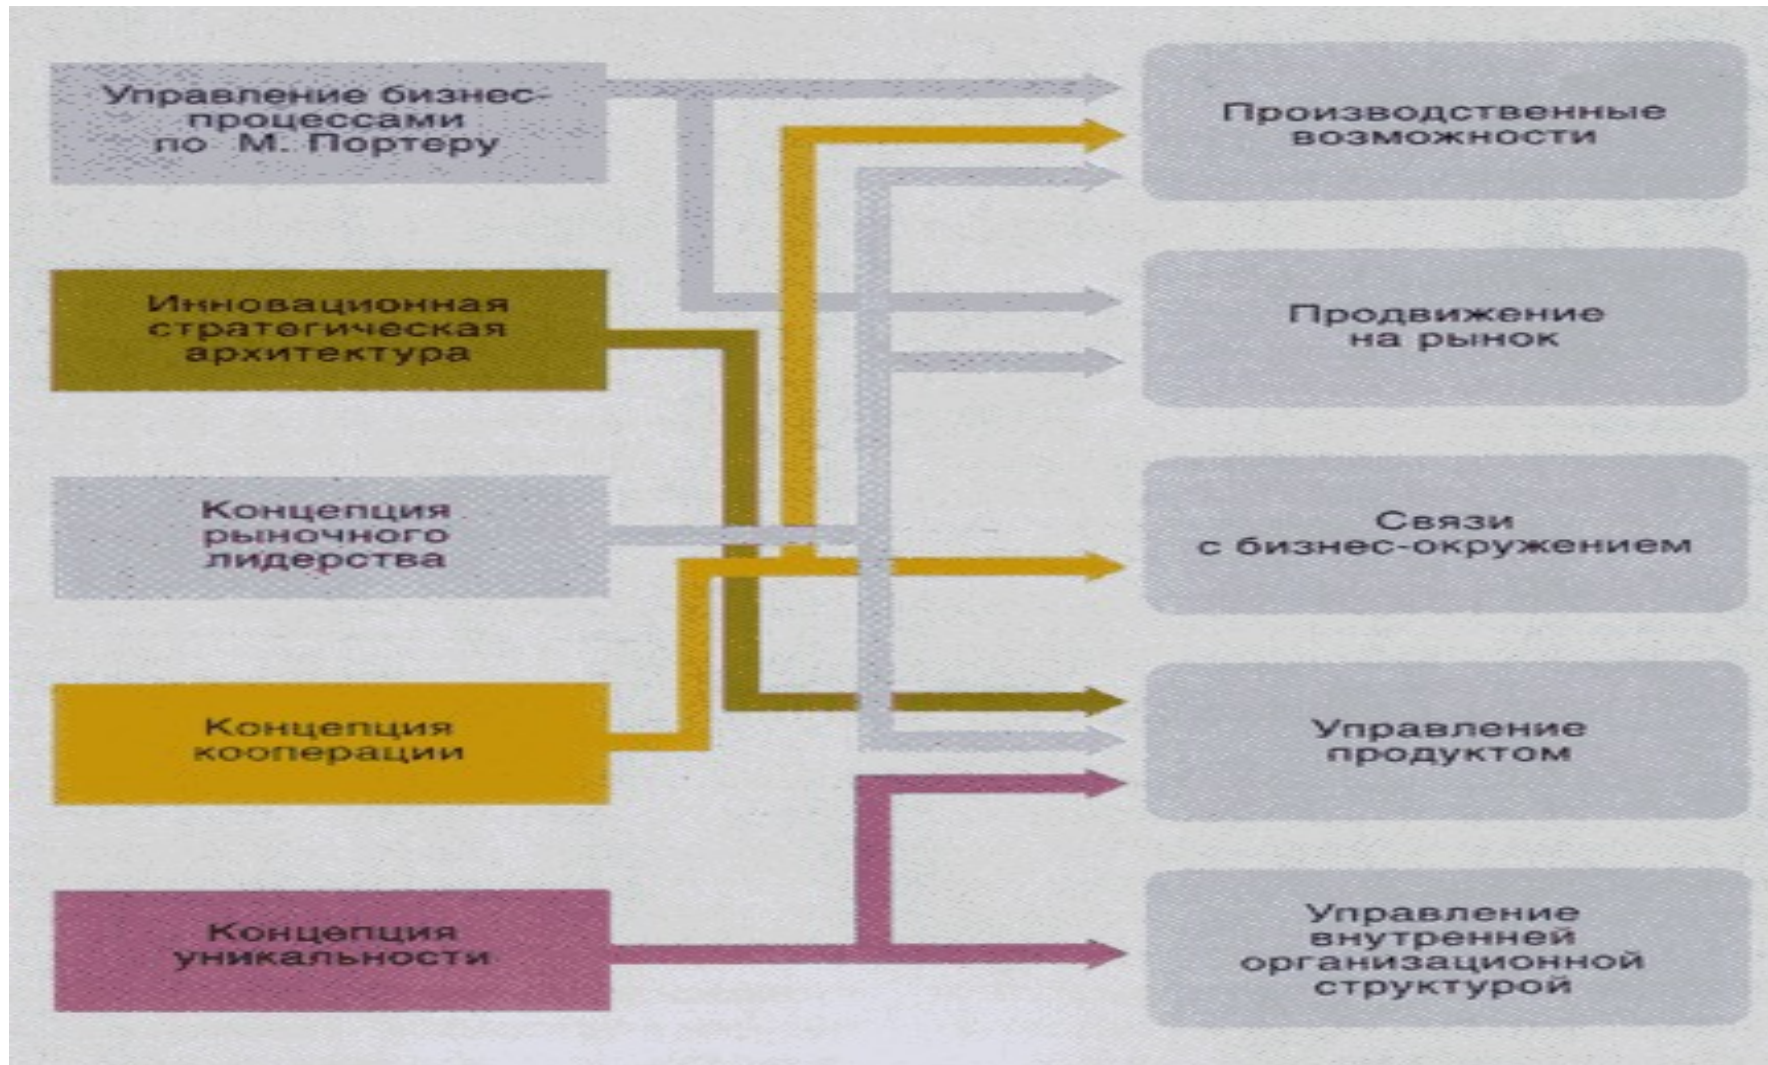 Управление бизнес-
процессами
по М. Портеру
Инновационная
стратегическая
архитектура
Концепция
рыночного
лидерства
Концепция
кооперации
Концепция
уникальности
Производственные
возможности
Продвижение
на рынок
Связи
с бизнес-окружением
Управление
продуктом
Управление
внутренней
организационной
структурой